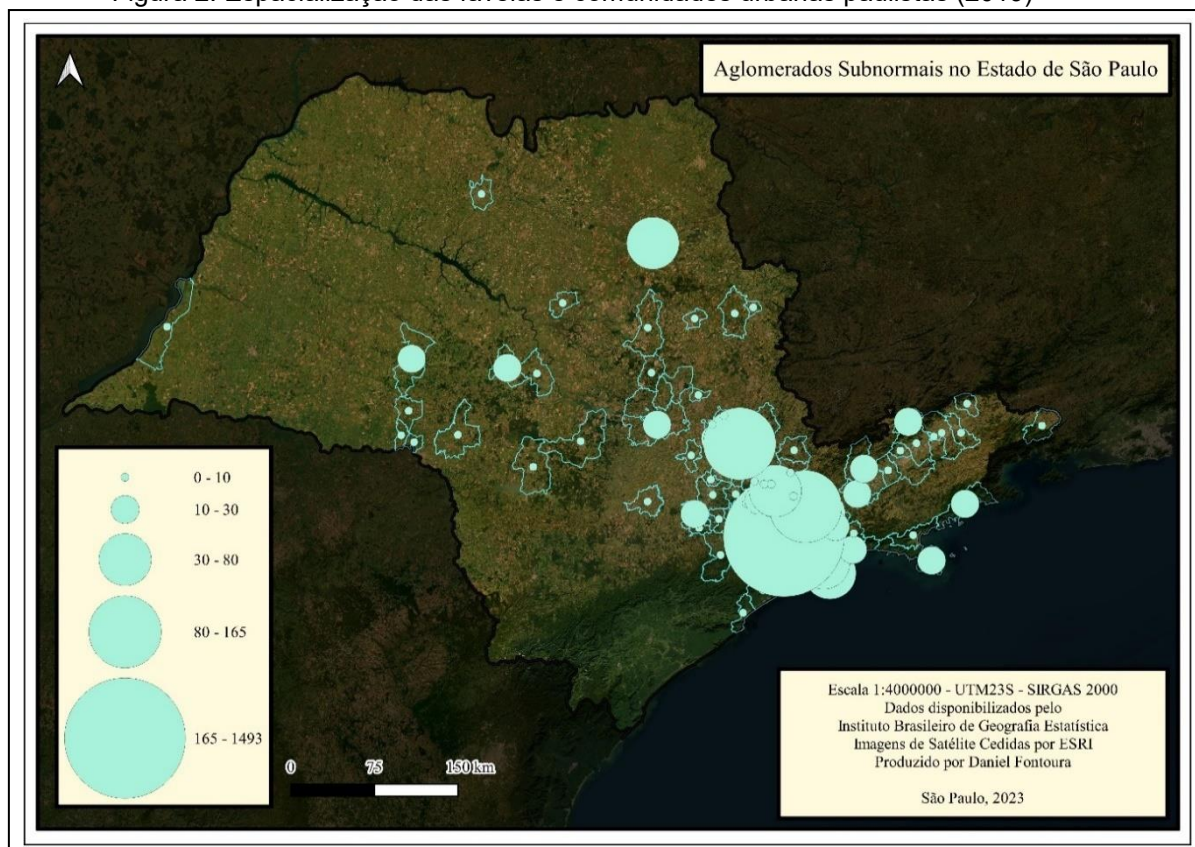 Aglomerados Subnormais no Estado de São Paulo
0 - 10
10 - 30
30 - 80
80 - 165
165 - 1493
0 75 150 km
Escala 1:4000000 - UTM23S - SIRGAS 2000
Dados disponibilizados pelo
Instituto Brasileiro de Geografia Estatística
Imagens de Satélite Cedidas por ESRI
Produzido por Daniel Fontoura
São Paulo, 2023